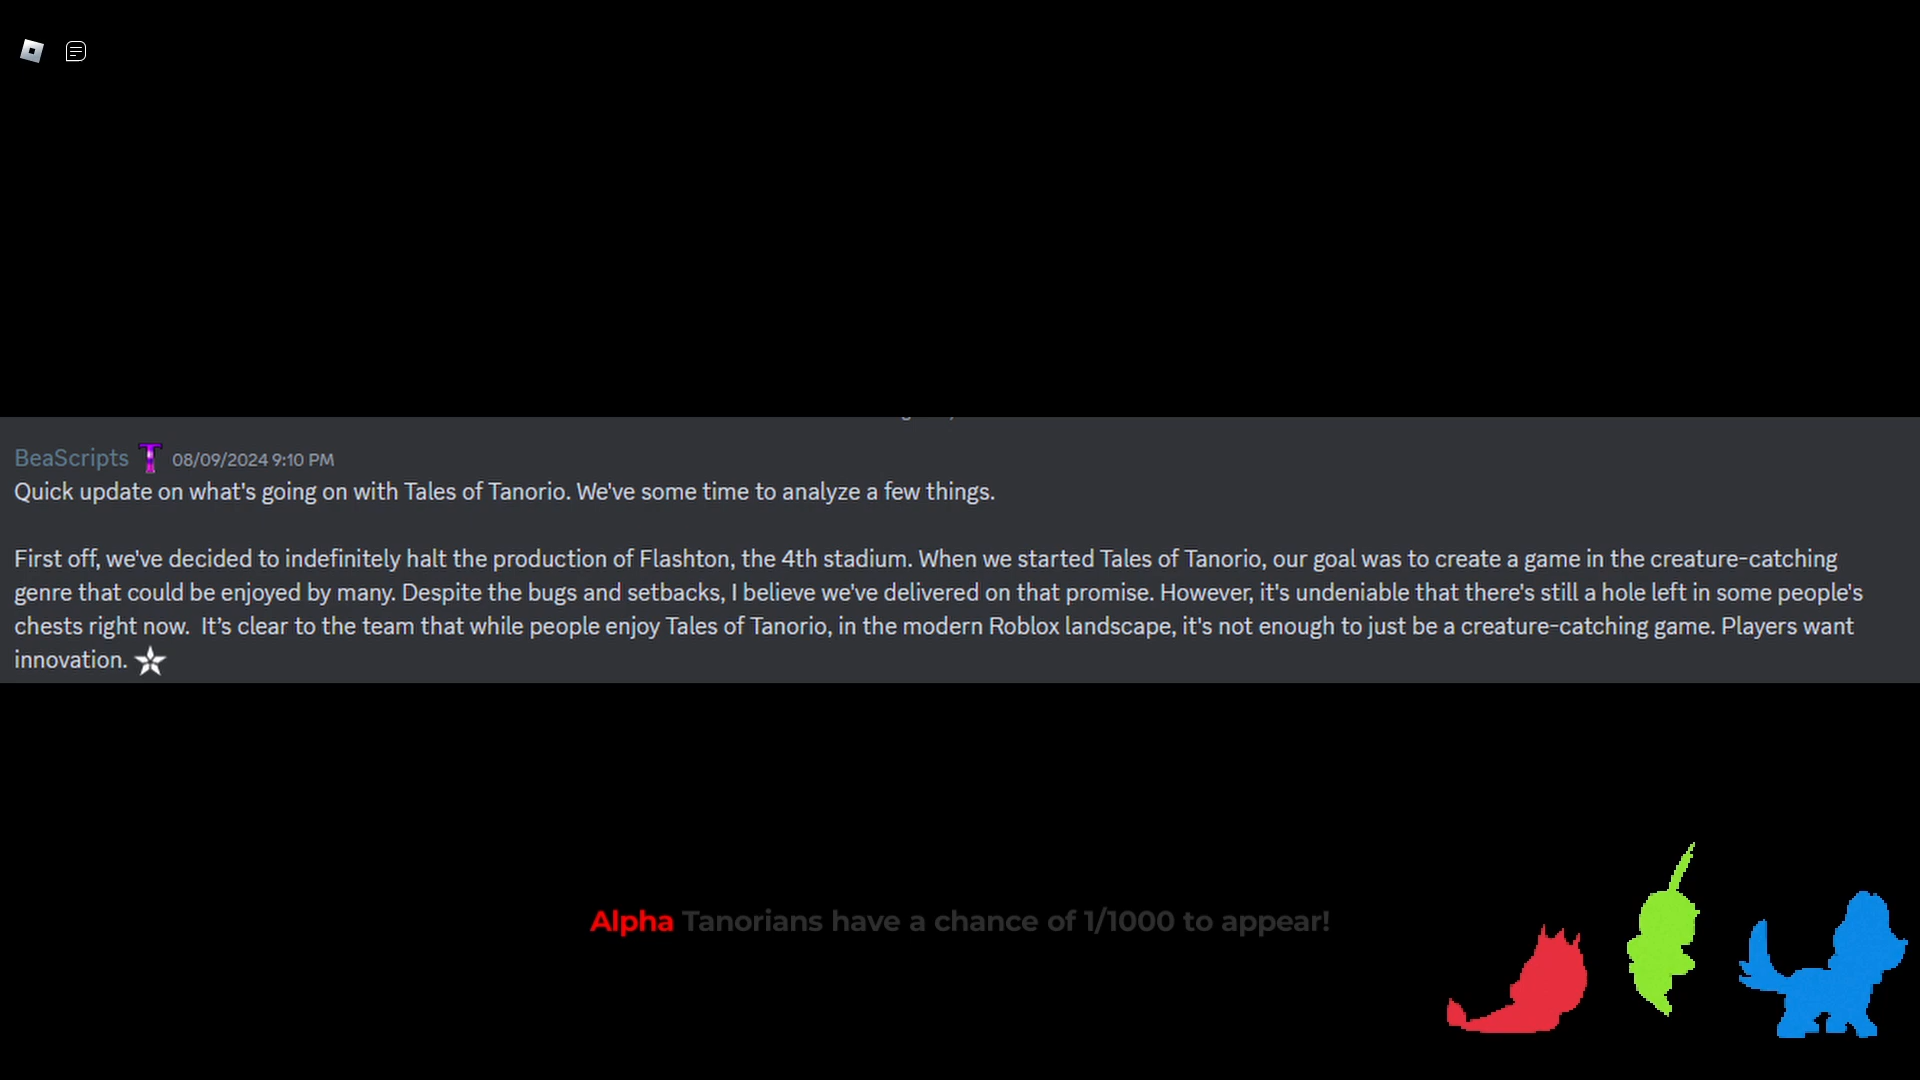 BeaScripts T 08/09/2024 9:10 PM
Quick update on what's going on with Tales of Tanorio. We've some time to analyze a few things.
First off, we've decided to indefinitely halt the production of Flashton, the 4th stadium. When we started Tales of Tanorio, our goal was to create a game in the creature-catching
genre that could be enjoyed by many. Despite the bugs and setbacks, I believe we've delivered on that promise. However, it's undeniable that there's still a hole left in some people's
chests right now.  It’s clear to the team that while people enjoy Tales of Tanorio, in the modern Roblox landscape, it's not enough to just be a creature-catching game. Players want
innovation.
Alpha Tanorians have a chance of 1/1000 to appear!